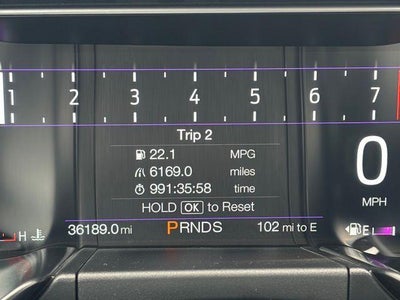 1 2 3 4 5 6 7
Trip 2
22.1 MPG
6169.0 miles
991:35:58 time
HOLD OK to Reset
0
MPH
H E
36189.0 mi PRNDS 102 mi to E